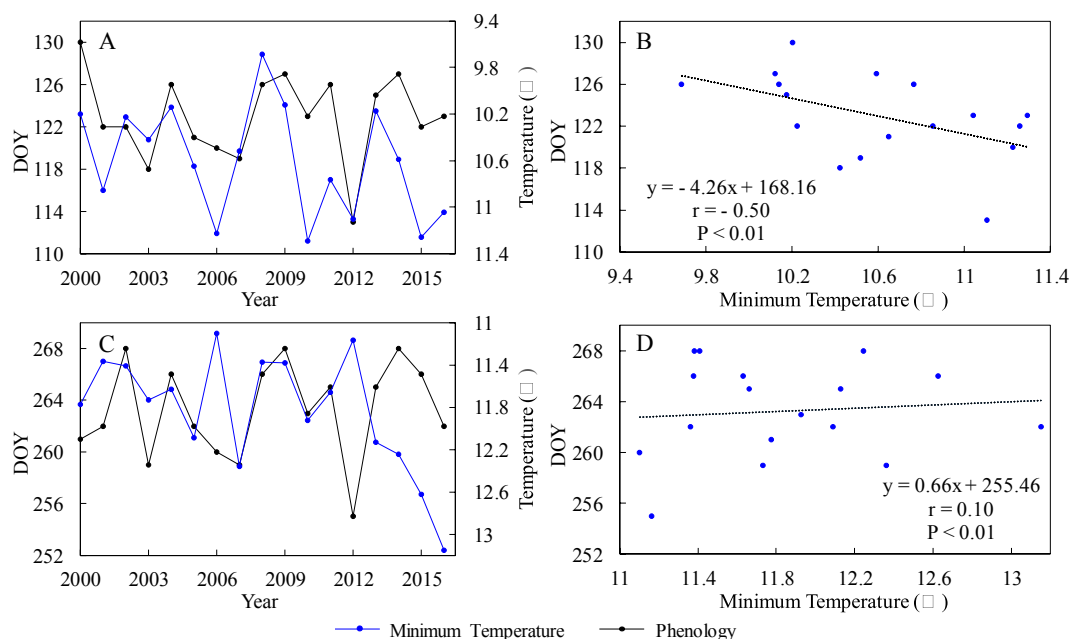 A
130
126
122
118
114
110
DOY
2000 2003 2006 2009 2012 2015
Year
9.4
9.8
10.2
10.6
11
11.4
Temperature (□)
B
130
126
122
118
114
110
DOY
y = - 4.26x + 168.16
r = - 0.50
P < 0.01
9.4 9.8 10.2 10.6 11 11.4
Minimum Temperature (□)
C
268
264
260
256
252
DOY
2000 2003 2006 2009 2012 2015
Year
11
11.4
11.8
12.2
12.6
13
Temperature (□)
D
268
264
260
256
252
DOY
y = 0.66x + 255.46
r = 0.10
P < 0.01
11 11.4 11.8 12.2 12.6 13
Minimum Temperature (□)
Minimum Temperature Phenology